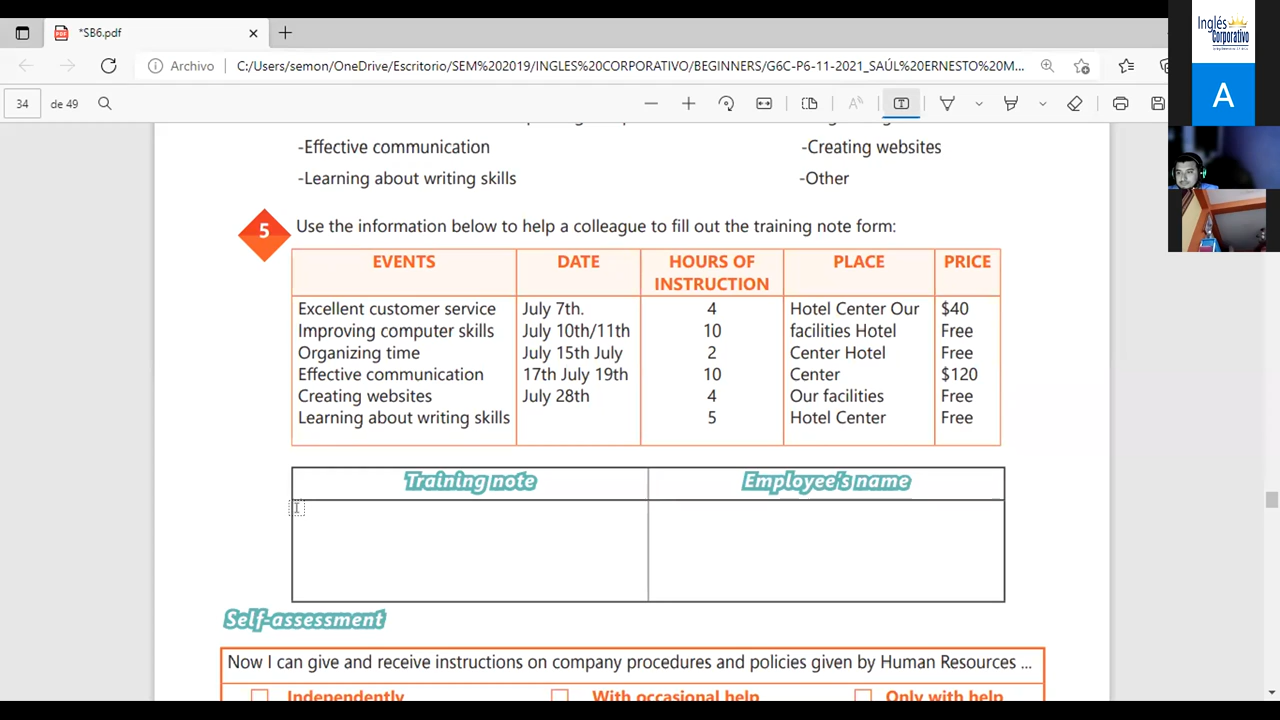 *SB6.pdf
Archivo C:/Users/semon/OneDrive/Escritorio/SEM%202019/INGLES%20CORPORATIVO/BEGINNERS/G6C-P6-11-2021_SAÚL%20ERNESTO%20M...
34 de 49
-Effective communication -Creating websites
-Learning about writing skills -Other
5 Use the information below to help a colleague to fill out the training note form:
EVENTS DATE HOURS OF INSTRUCTION PLACE PRICE
Excellent customer service July 7th. 4 Hotel Center Our $40
Improving computer skills July 10th/11th 10 facilities Hotel Free
Organizing time July 15th July 2 Center Hotel Free
Effective communication 17th July 19th 10 Center $120
Creating websites July 28th 4 Our facilities Free
Learning about writing skills 5 Hotel Center Free
Training note Employee's name
Self-assessment
Now I can give and receive instructions on company procedures and policies given by Human Resources ...
Independently With occasional help Only with help
Inglés
Corporativo
A